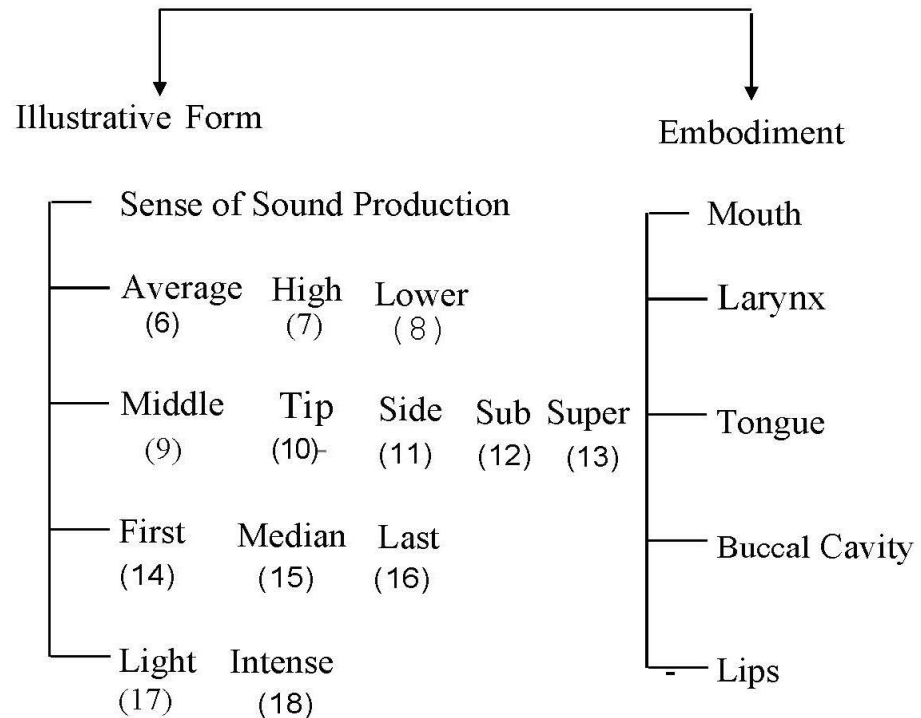 Illustrative Form
Embodiment
Sense of Sound Production
Mouth
Average High Lower
(6) (7) (8)
Larynx
Middle Tip Side Sub Super
(9) (10) (11) (12) (13)
Tongue
First Median Last
(14) (15) (16)
Buccal Cavity
Light Intense
(17) (18)
Lips